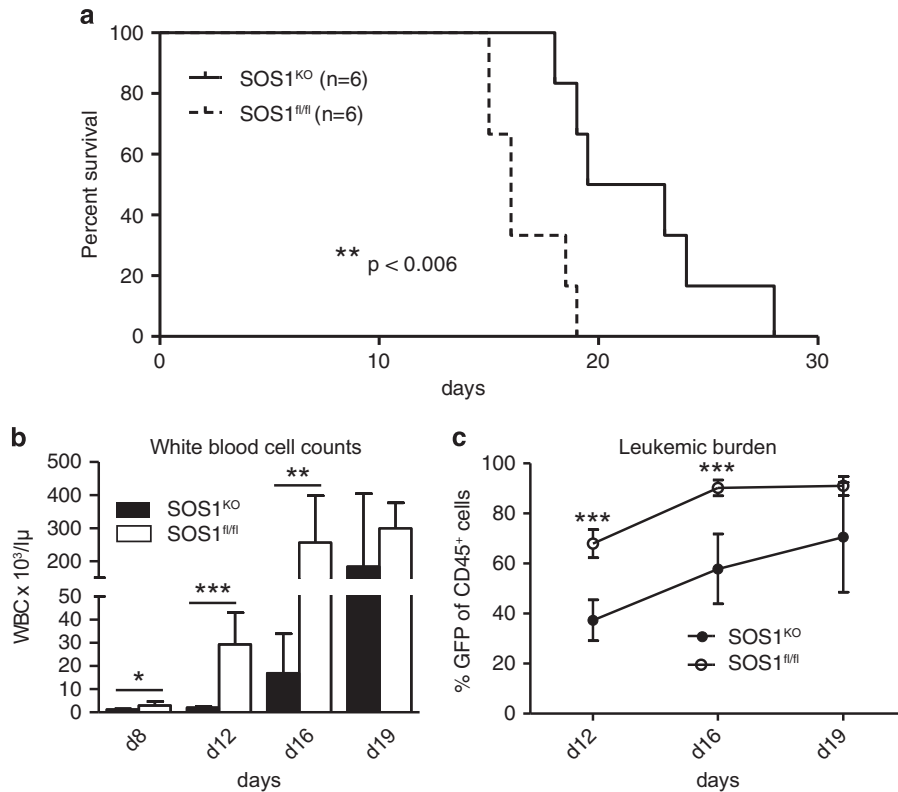 a
100
80
60
40
20
0
Percent survival
SOS1KO (n=6)
SOS1fl/fl (n=6)
** p < 0.006
0 10 20 30
days
b
White blood cell counts
500
400
300
200
50
40
30
20
10
0
WBC x 10³/lµ
SOS1KO
SOS1fl/fl
* *** **
d8 d12 d16 d19
days
c
Leukemic burden
100
80
60
40
20
0
% GFP of CD45⁺ cells
*** ***
SOS1KO
SOS1fl/fl
d12 d16 d19
days